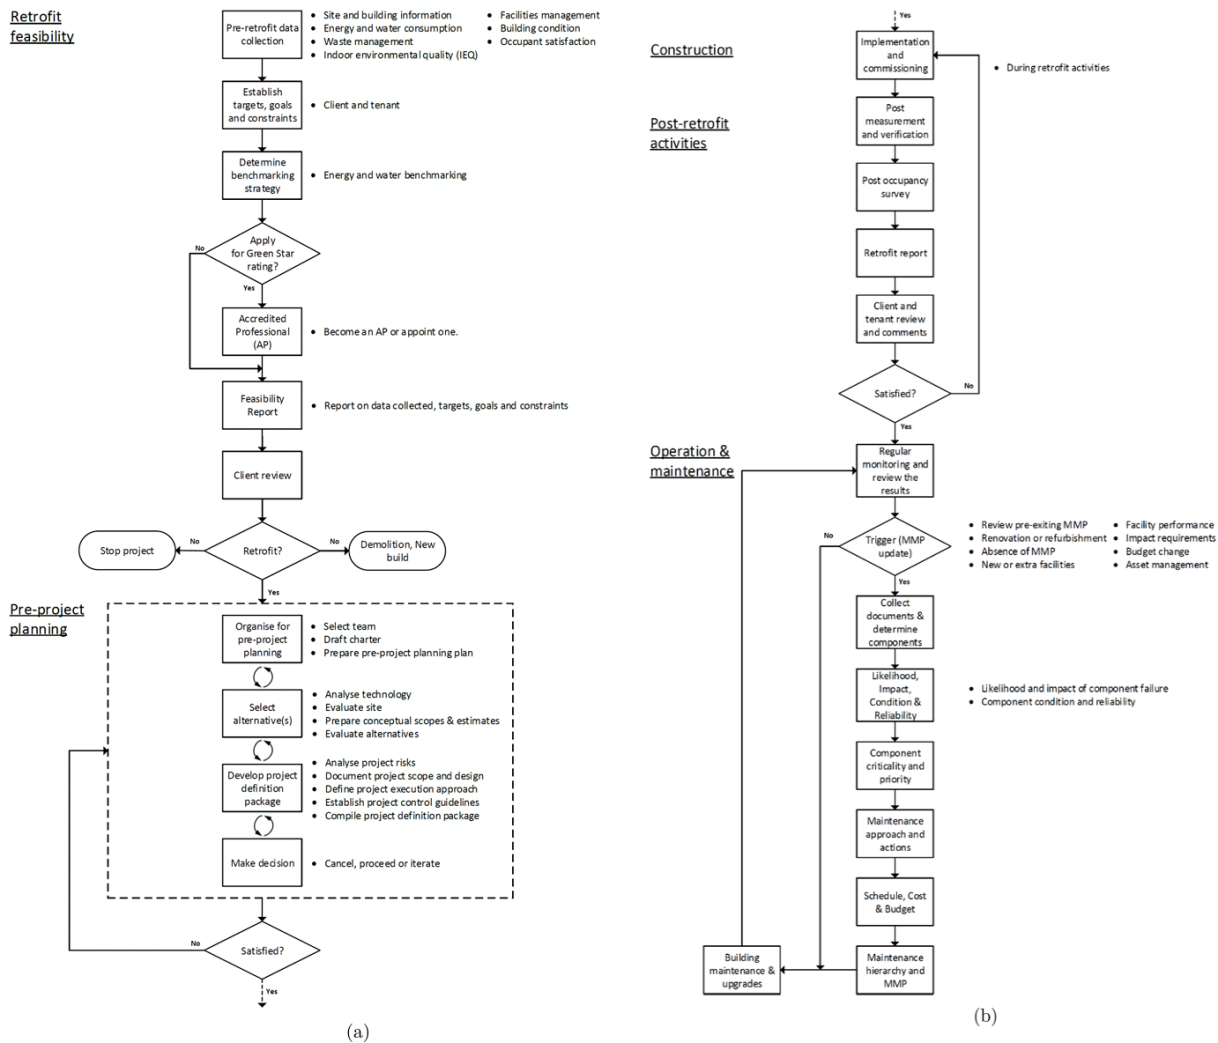 Retrofit
feasibility
Pre-retrofit data
collection
• Site and building information
• Energy and water consumption
• Waste management
• Indoor environmental quality (IEQ)
• Facilities management
• Building condition
• Occupant satisfaction
Establish
targets, goals
and constraints
• Client and tenant
Determine
benchmarking
strategy
• Energy and water benchmarking
Apply
for Green Star
rating?
No
Yes
Accredited
Professional
(AP)
• Become an AP or appoint one.
Feasibility
Report
• Report on data collected, targets, goals and constraints
Client review
Stop project
No
Retrofit?
No
Demolition, New
build
Yes
Pre-project
planning
Organise for
pre-project
planning
• Select team
• Draft charter
• Prepare pre-project planning plan
Select
alternative(s)
• Analyse technology
• Evaluate site
• Prepare conceptual scopes & estimates
• Evaluate alternatives
Develop project
definition
package
• Analyse project risks
• Document project scope and design
• Define project execution approach
• Establish project control guidelines
• Compile project definition package
Make decision
• Cancel, proceed or iterate
No
Satisfied?
Yes
(a)
Yes
Construction
Implementation
and
commissioning
• During retrofit activities
Post-retrofit
activities
Post
measurement
and verification
Post occupancy
survey
Retrofit report
Client and
tenant review
and comments
Satisfied?
No
Yes
Operation &
maintenance
Regular
monitoring and
review the
results
No
Trigger (MMP
update)
• Review pre-exiting MMP
• Renovation or refurbishment
• Absence of MMP
• New or extra facilities
• Facility performance
• Impact requirements
• Budget change
• Asset management
Yes
Collect
documents &
determine
components
Likelihood,
Impact,
Condition &
Reliability
• Likelihood and impact of component failure
• Component condition and reliability
Component
criticality and
priority
Maintenance
approach and
actions
Schedule, Cost
& Budget
Building
maintenance &
upgrades
Maintenance
hierarchy and
MMP
(b)